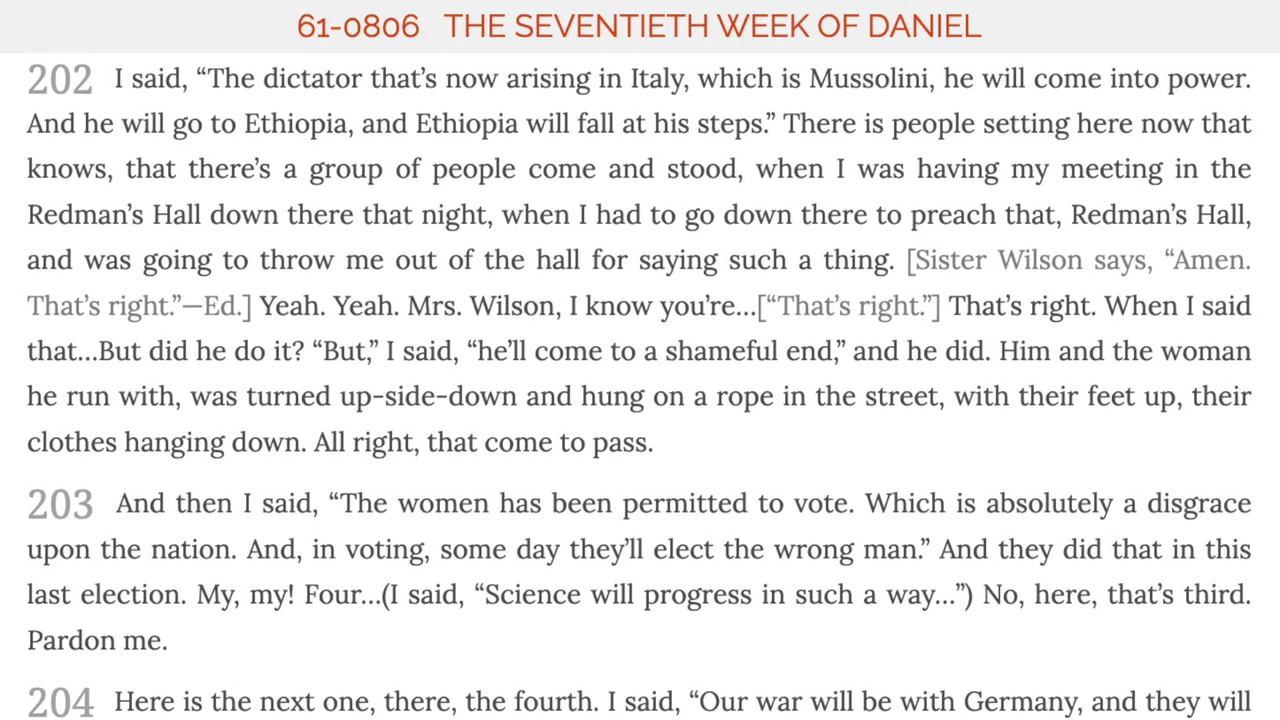 61-0806 THE SEVENTIETH WEEK OF DANIEL
202 I said, “The dictator that’s now arising in Italy, which is Mussolini, he will come into power.
And he will go to Ethiopia, and Ethiopia will fall at his steps.” There is people setting here now that
knows, that there’s a group of people come and stood, when I was having my meeting in the
Redman’s Hall down there that night, when I had to go down there to preach that, Redman’s Hall,
and was going to throw me out of the hall for saying such a thing. [Sister Wilson says, “Amen.
That’s right.”—Ed.] Yeah. Yeah. Mrs. Wilson, I know you’re…[“That’s right.”] That’s right. When I said
that…But did he do it? “But,” I said, “he’ll come to a shameful end,” and he did. Him and the woman
he run with, was turned up-side-down and hung on a rope in the street, with their feet up, their
clothes hanging down. All right, that come to pass.
203 And then I said, “The women has been permitted to vote. Which is absolutely a disgrace
upon the nation. And, in voting, some day they’ll elect the wrong man.” And they did that in this
last election. My, my! Four…(I said, “Science will progress in such a way…”) No, here, that’s third.
Pardon me.
204 Here is the next one, there, the fourth. I said, “Our war will be with Germany, and they will